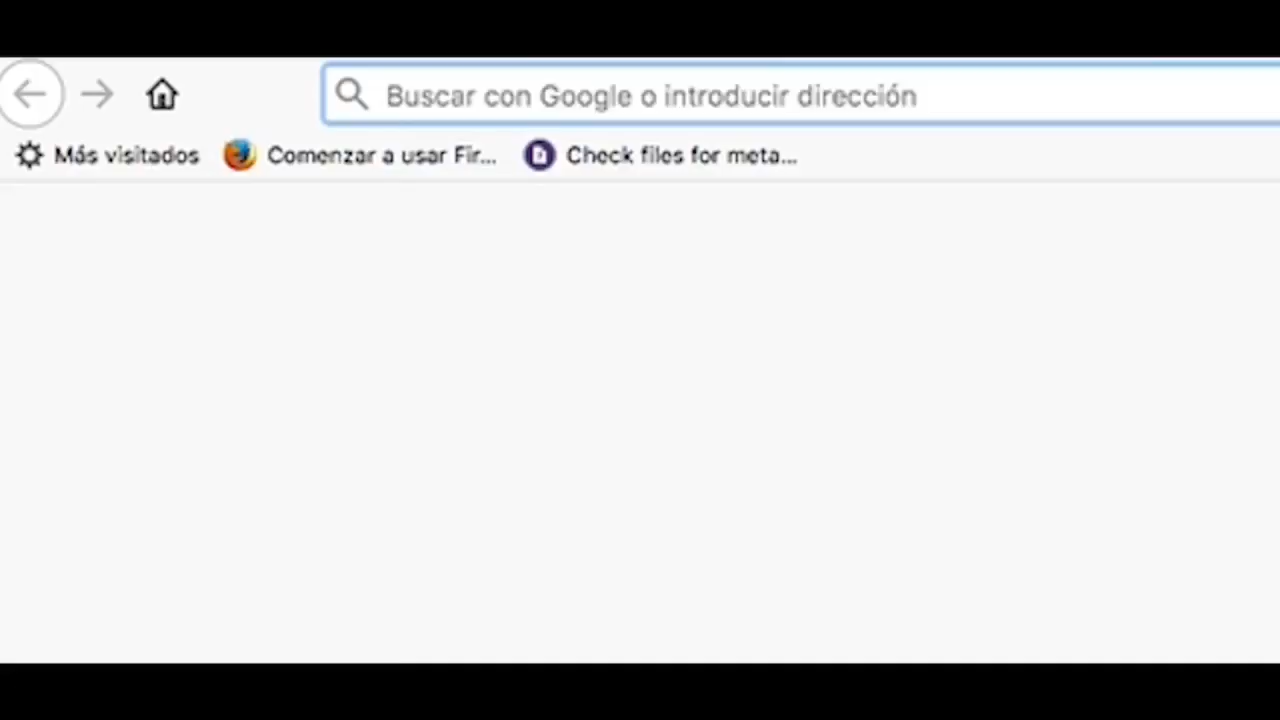 Buscar con Google o introducir dirección
Más visitados Comenzar a usar Fir... Check files for meta...